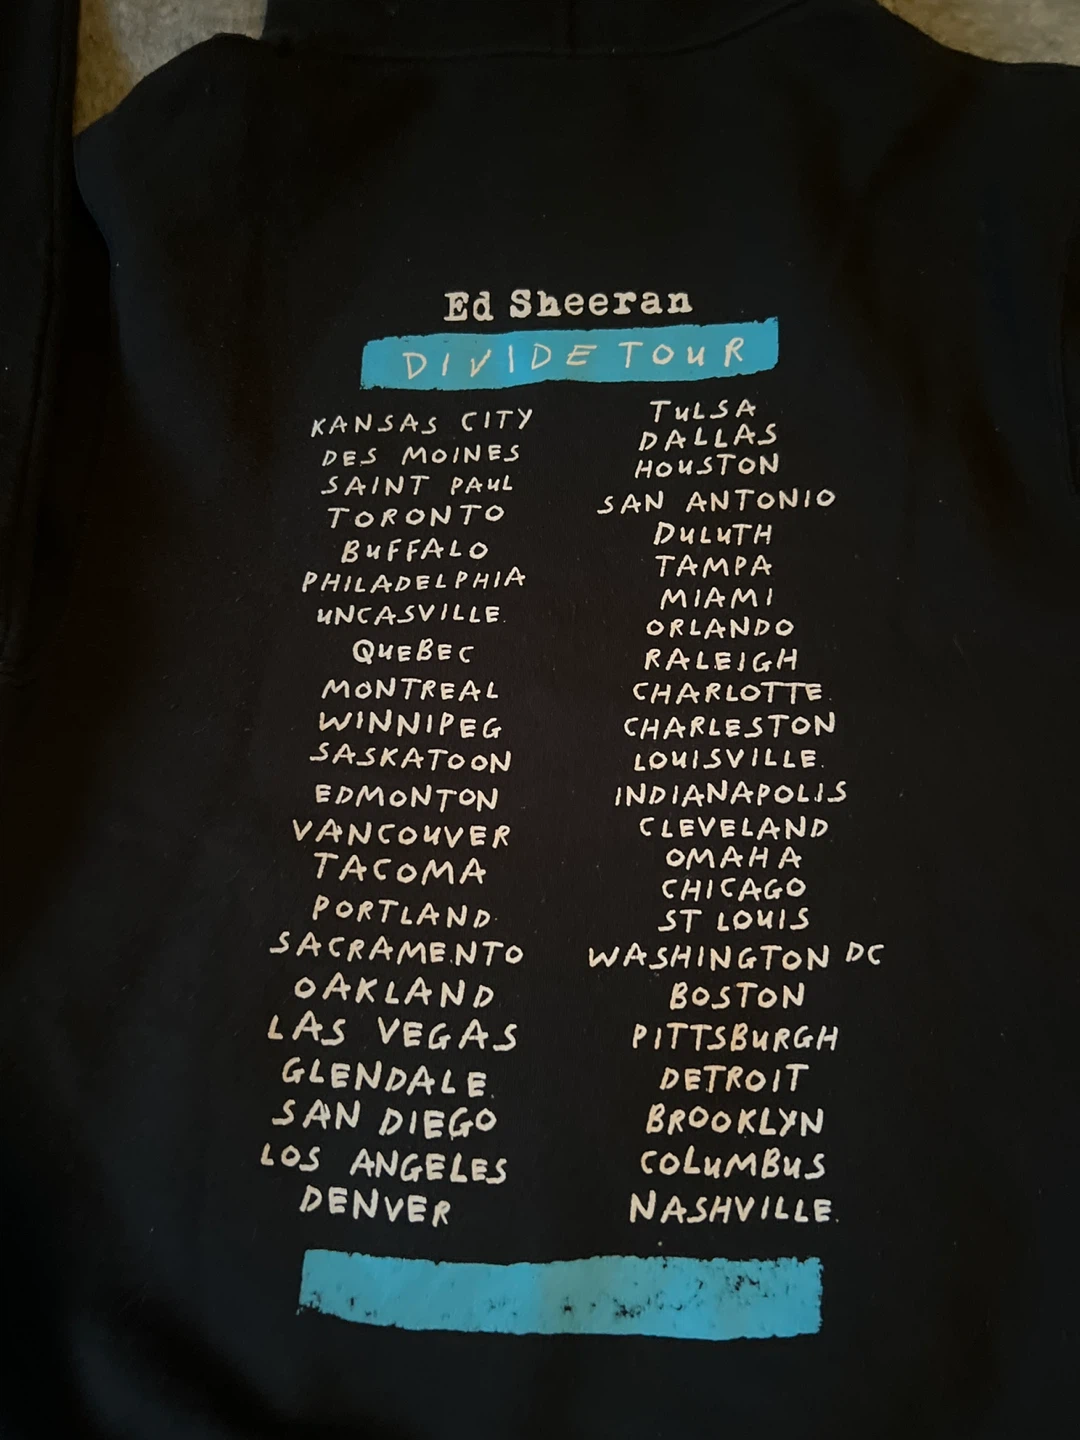 Ed Sheeran
DIVIDE TOUR
KANSAS CITY
DES MOINES
SAINT PAUL
TORONTO
BUFFALO
PHILADELPHIA
UNCASVILLE
QUEBEC
MONTREAL
WINNIPEG
SASKATOON
EDMONTON
VANCOUVER
TACOMA
PORTLAND
SACRAMENTO
OAKLAND
LAS VEGAS
GLENDALE
SAN DIEGO
LOS ANGELES
DENVER
TULSA
DALLAS
HOUSTON
SAN ANTONIO
DULUTH
TAMPA
MIAMI
ORLANDO
RALEIGH
CHARLOTTE
CHARLESTON
LOUISVILLE
INDIANAPOLIS
CLEVELAND
OMAHA
CHICAGO
ST LOUIS
WASHINGTON DC
BOSTON
PITTSBURGH
DETROIT
BROOKLYN
COLUMBUS
NASHVILLE